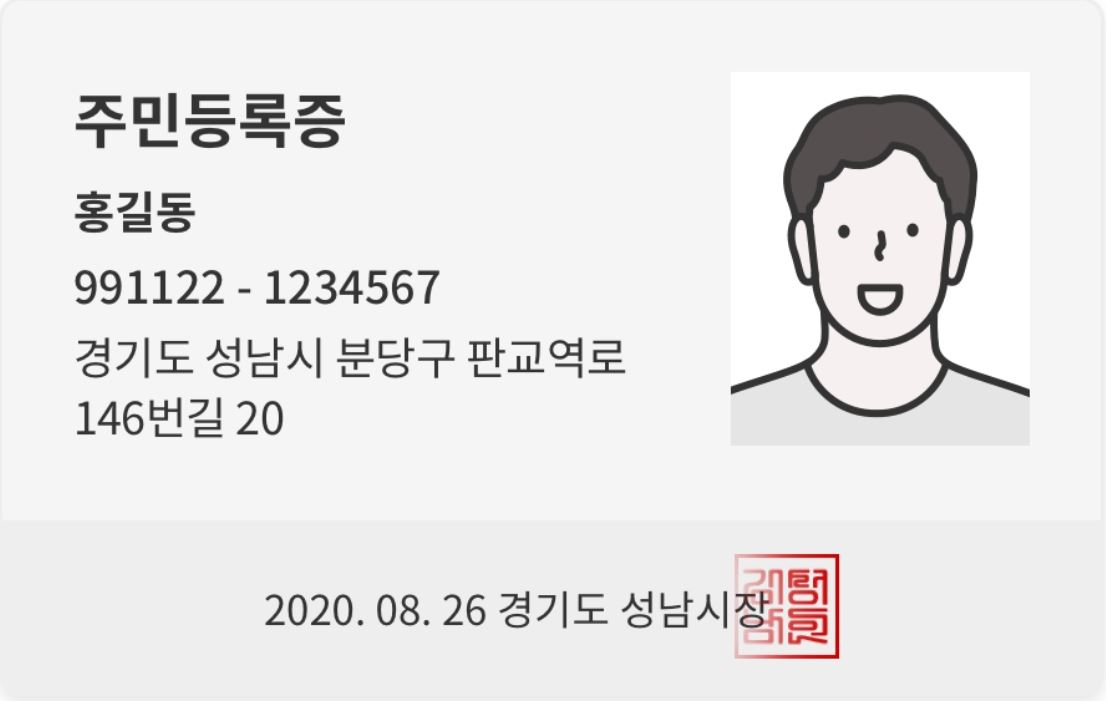 주민등록증
홍길동
991122 - 1234567
경기도 성남시 분당구 판교역로
146번길 20
2020. 08. 26 경기도 성남시장